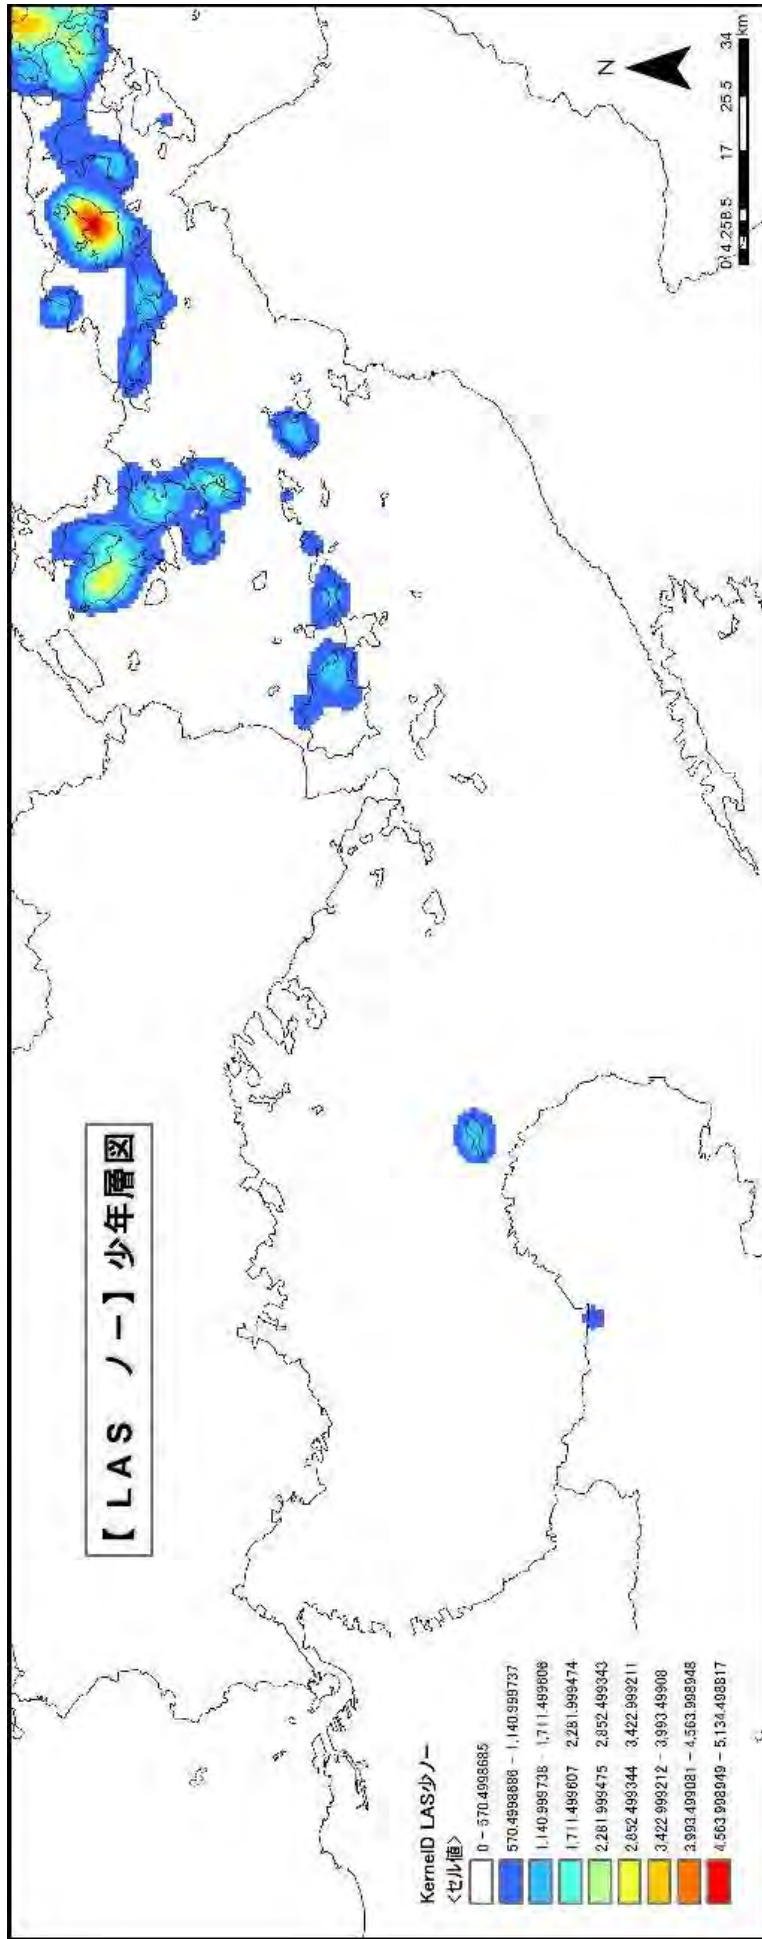 【 LAS ノー】少年層図
KernelD LAS少ノー
<セル値>
0 - 570.4998685
570.4998686 - 1,140.999737
1,140.999738 - 1,711.499606
1,711.499607 - 2,281.999474
2,281.999475 - 2,852.499343
2,852.499344 - 3,422.999211
3,422.999212 - 3,993.49908
3,993.499081 - 4,563.998948
4,563.998949 - 5,134.498817
N
0 4.25 8.5 17 25.5 34
km